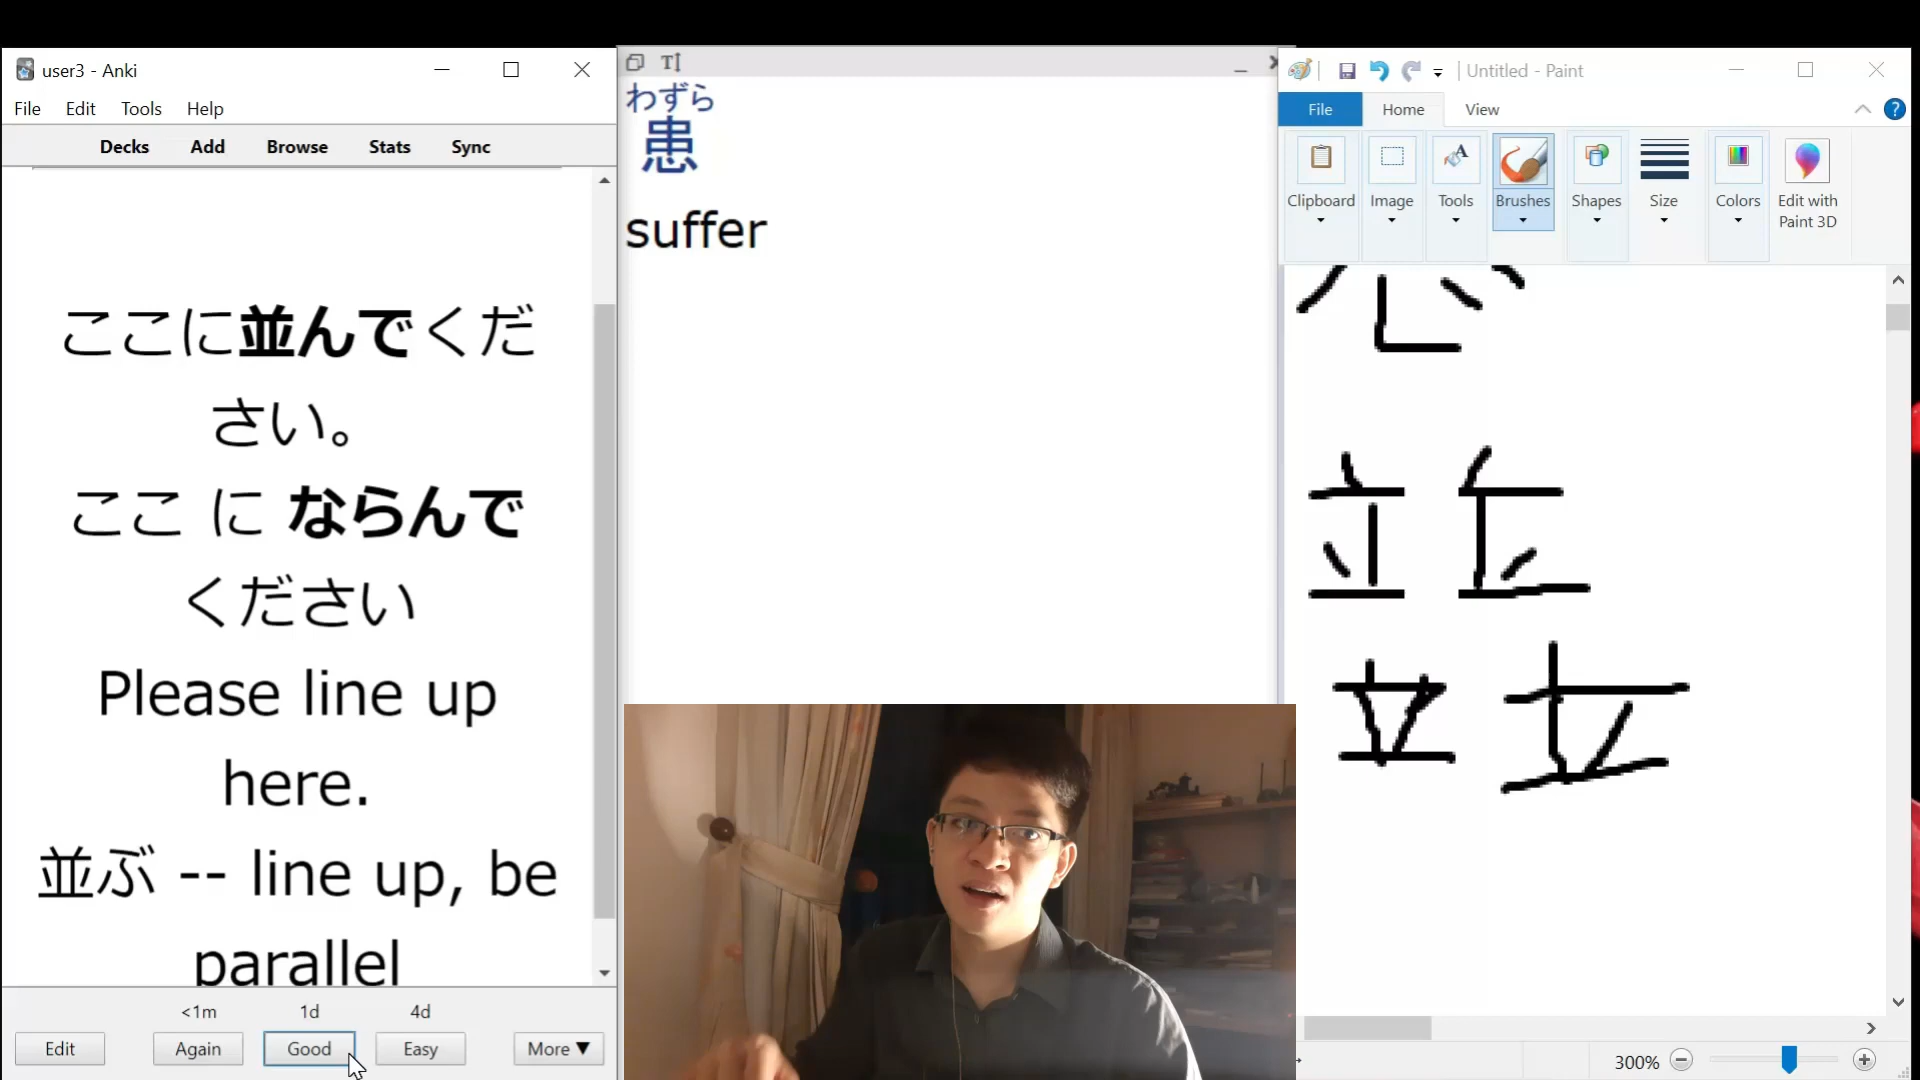 user3 - Anki
File Edit Tools Help
Decks Add Browse Stats Sync
ここに並んでくだ
さい。
ここ に ならんで
ください
Please line up
here.
並ぶ -- line up, be
parallel
<1m 1d 4d
Edit Again Good Easy More ▼
わずら
患
suffer
Untitled - Paint
File Home View
Clipboard Image Tools Brushes Shapes Size Colors Edit with
Paint 3D
300%